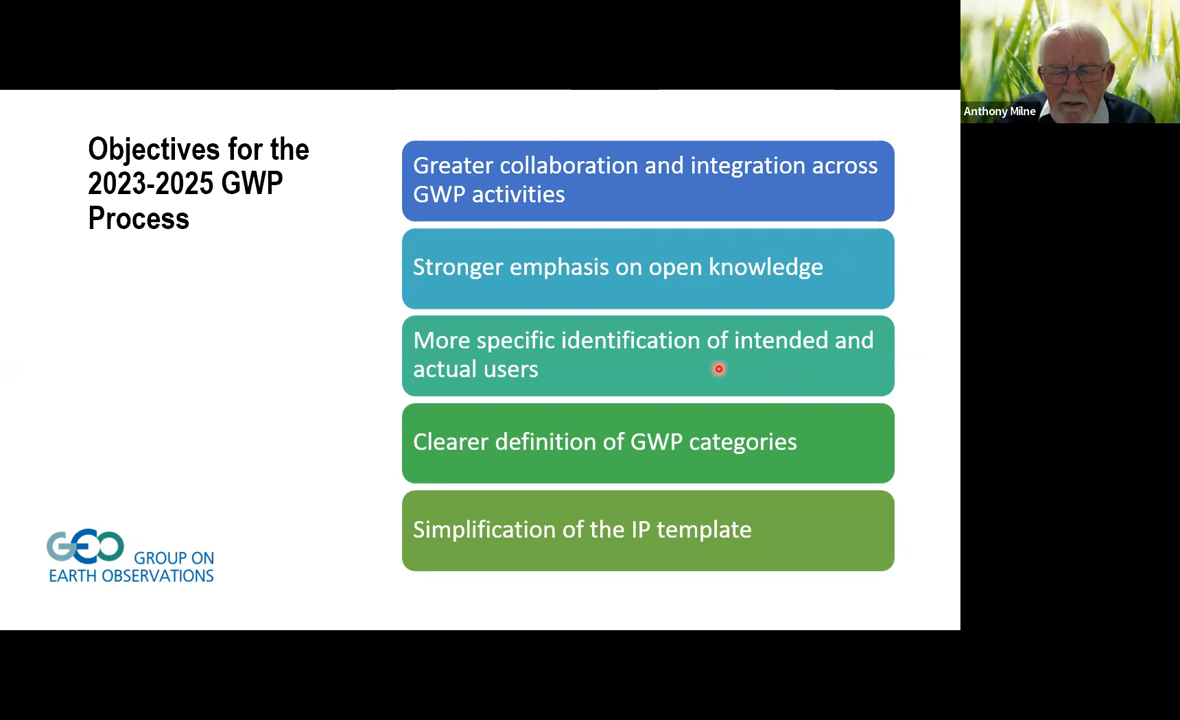 Anthony Milne
Objectives for the
2023-2025 GWP
Process
Greater collaboration and integration across
GWP activities
Stronger emphasis on open knowledge
More specific identification of intended and
actual users
Clearer definition of GWP categories
Simplification of the IP template
GEO GROUP ON
EARTH OBSERVATIONS